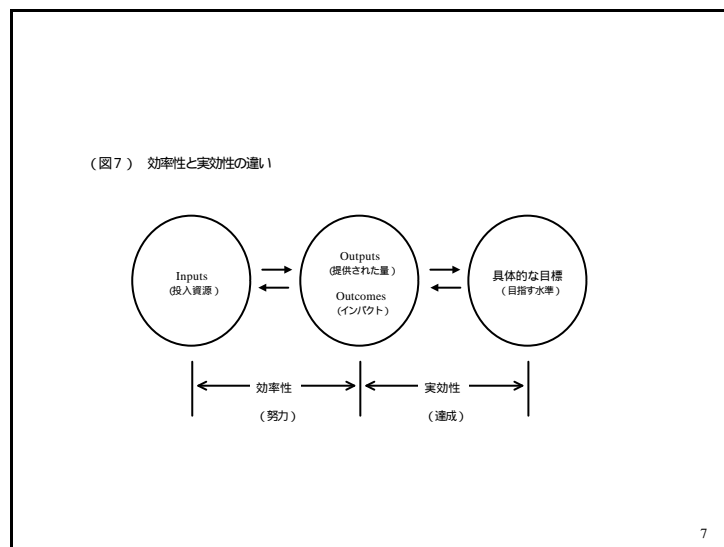 (図7) 効率性と実効性の違い
Inputs
(投入資源)
Outputs
(提供された量)
Outcomes
(インパクト)
具体的な目標
(目指す水準)
効率性
(努力)
実効性
(達成)
7